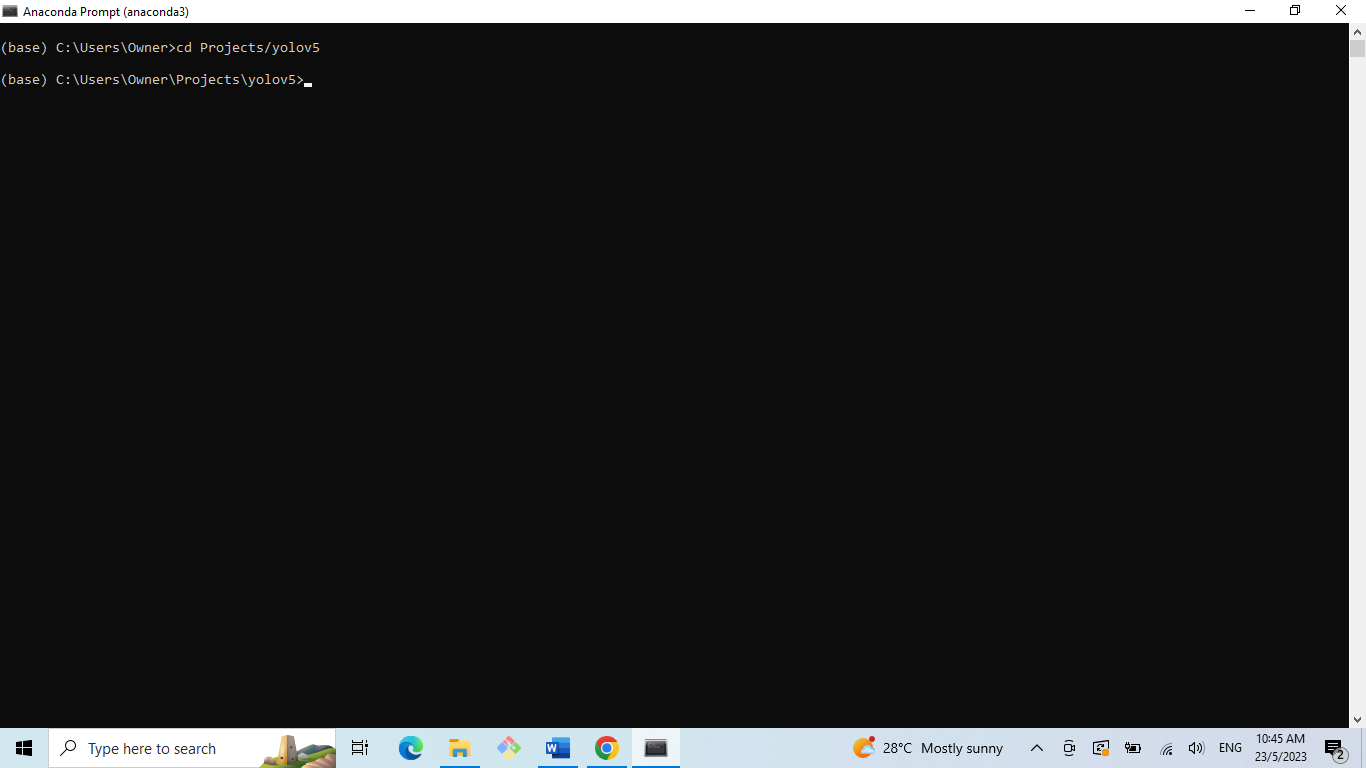 Anaconda Prompt (anaconda3)
(base) C:\Users\Owner>cd Projects/yolov5
(base) C:\Users\Owner\Projects\yolov5>
Type here to search
28°C Mostly sunny
ENG
10:45 AM
23/5/2023
2